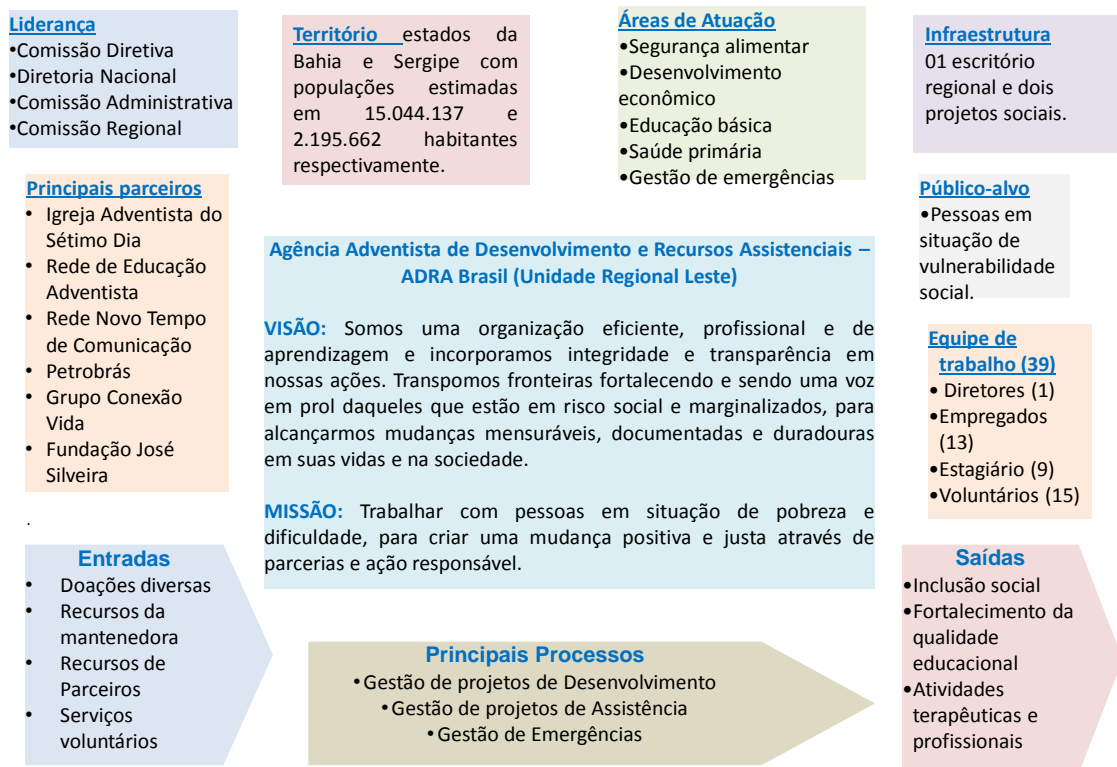 Liderança
•Comissão Diretiva
•Diretoria Nacional
•Comissão Administrativa
•Comissão Regional
Território estados da
Bahia e Sergipe com
populações estimadas
em 15.044.137 e
2.195.662 habitantes
respectivamente.
Áreas de Atuação
•Segurança alimentar
•Desenvolvimento
econômico
•Educação básica
•Saúde primária
•Gestão de emergências
Infraestrutura
01 escritório
regional e dois
projetos sociais.
Principais parceiros
• Igreja Adventista do
Sétimo Dia
• Rede de Educação
Adventista
• Rede Novo Tempo
de Comunicação
• Petrobrás
• Grupo Conexão
Vida
• Fundação José
Silveira
.
Agência Adventista de Desenvolvimento e Recursos Assistenciais –
ADRA Brasil (Unidade Regional Leste)
VISÃO: Somos uma organização eficiente, profissional e de
aprendizagem e incorporamos integridade e transparência em
nossas ações. Transpomos fronteiras fortalecendo e sendo uma voz
em prol daqueles que estão em risco social e marginalizados, para
alcançarmos mudanças mensuráveis, documentadas e duradouras
em suas vidas e na sociedade.
MISSÃO: Trabalhar com pessoas em situação de pobreza e
dificuldade, para criar uma mudança positiva e justa através de
parcerias e ação responsável.
Público-alvo
•Pessoas em
situação de
vulnerabilidade
social.
Equipe de
trabalho (39)
• Diretores (1)
•Empregados
(13)
•Estagiário (9)
•Voluntários (15)
Entradas
• Doações diversas
• Recursos da
mantenedora
• Recursos de
Parceiros
• Serviços
voluntários
Principais Processos
•Gestão de projetos de Desenvolvimento
•Gestão de projetos de Assistência
•Gestão de Emergências
Saídas
•Inclusão social
•Fortalecimento da
qualidade
educacional
•Atividades
terapêuticas e
profissionais